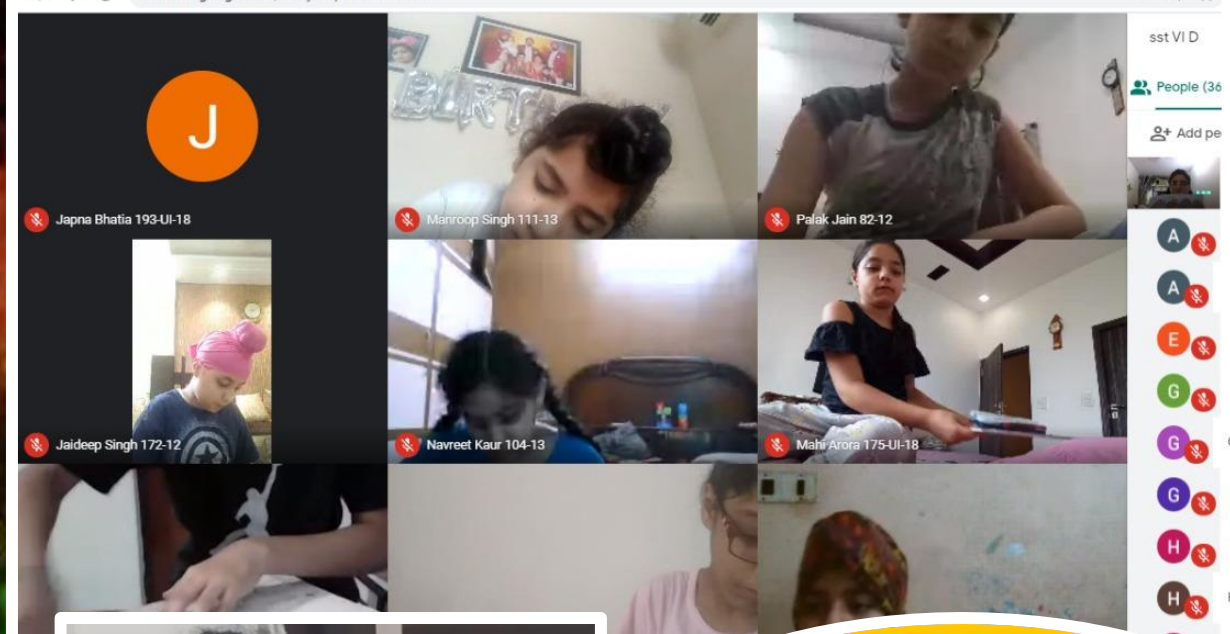 sst VI D
People (36
Add pe
J
Japna Bhatia 193-UI-18
BIRT
Manroop Singh 111-13
Palak Jain 82-12
A
A
Jaideep Singh 172-12
Navreet Kaur 104-13
Mahi Arora 175-UI-18
E
G
G
G
H
H